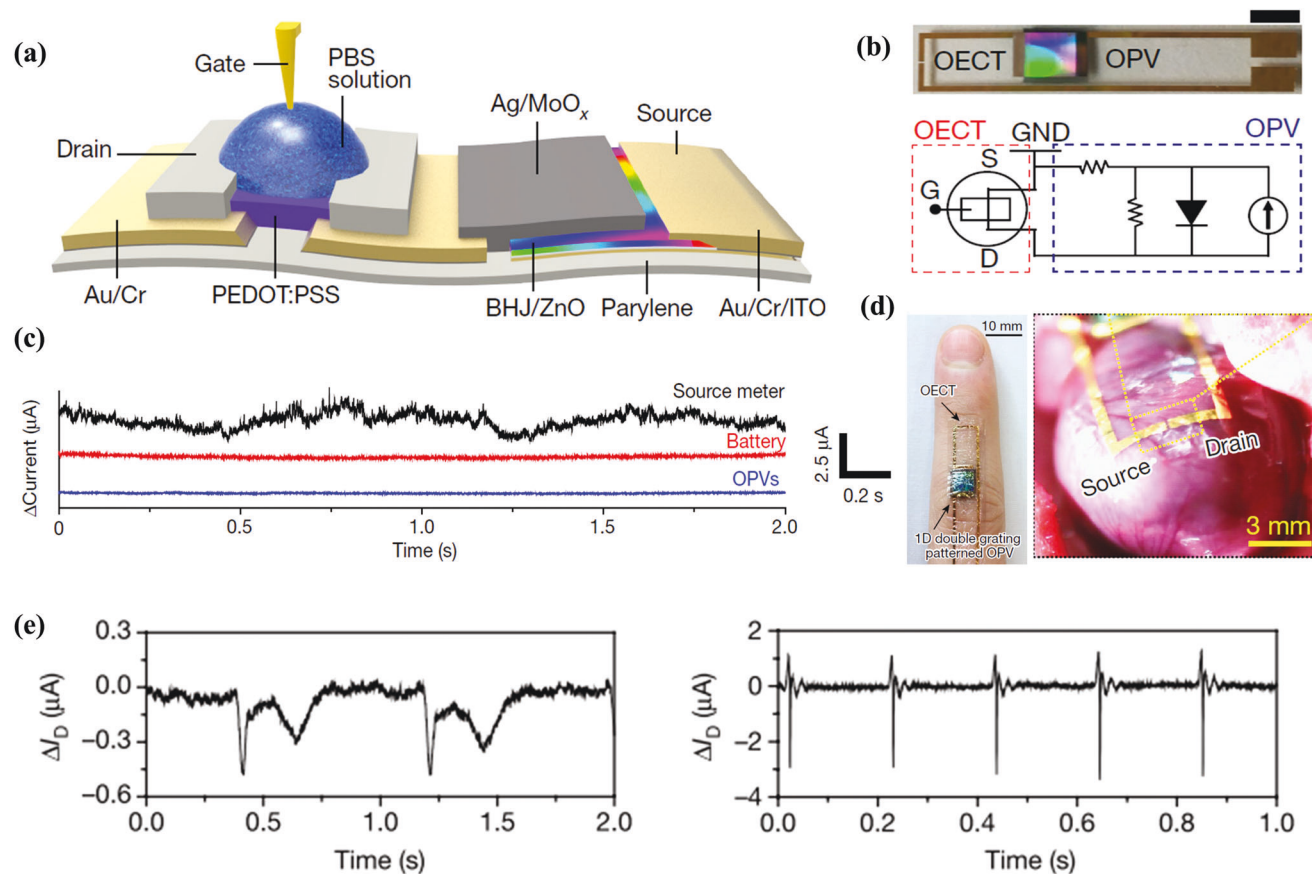 (a)
Gate
PBS
solution
Ag/MoOx
Source
Drain
Au/Cr
PEDOT:PSS
BHJ/ZnO
Parylene
Au/Cr/ITO
(b)
OECT
OPV
OECT
GND
OPV
S
G
D
(c)
Source meter
Battery
OPVs
ΔCurrent (µA)
0
0.5
1.0
1.5
2.0
Time (s)
2.5 µA
0.2 s
(d)
10 mm
OECT
1D double grating
patterned OPV
Source
Drain
3 mm
(e)
0.3
0.0
−0.3
−0.6
ΔID (µA)
0.0
0.5
1.0
1.5
2.0
Time (s)
2
0
−2
−4
ΔID (µA)
0.0
0.2
0.4
0.6
0.8
1.0
Time (s)